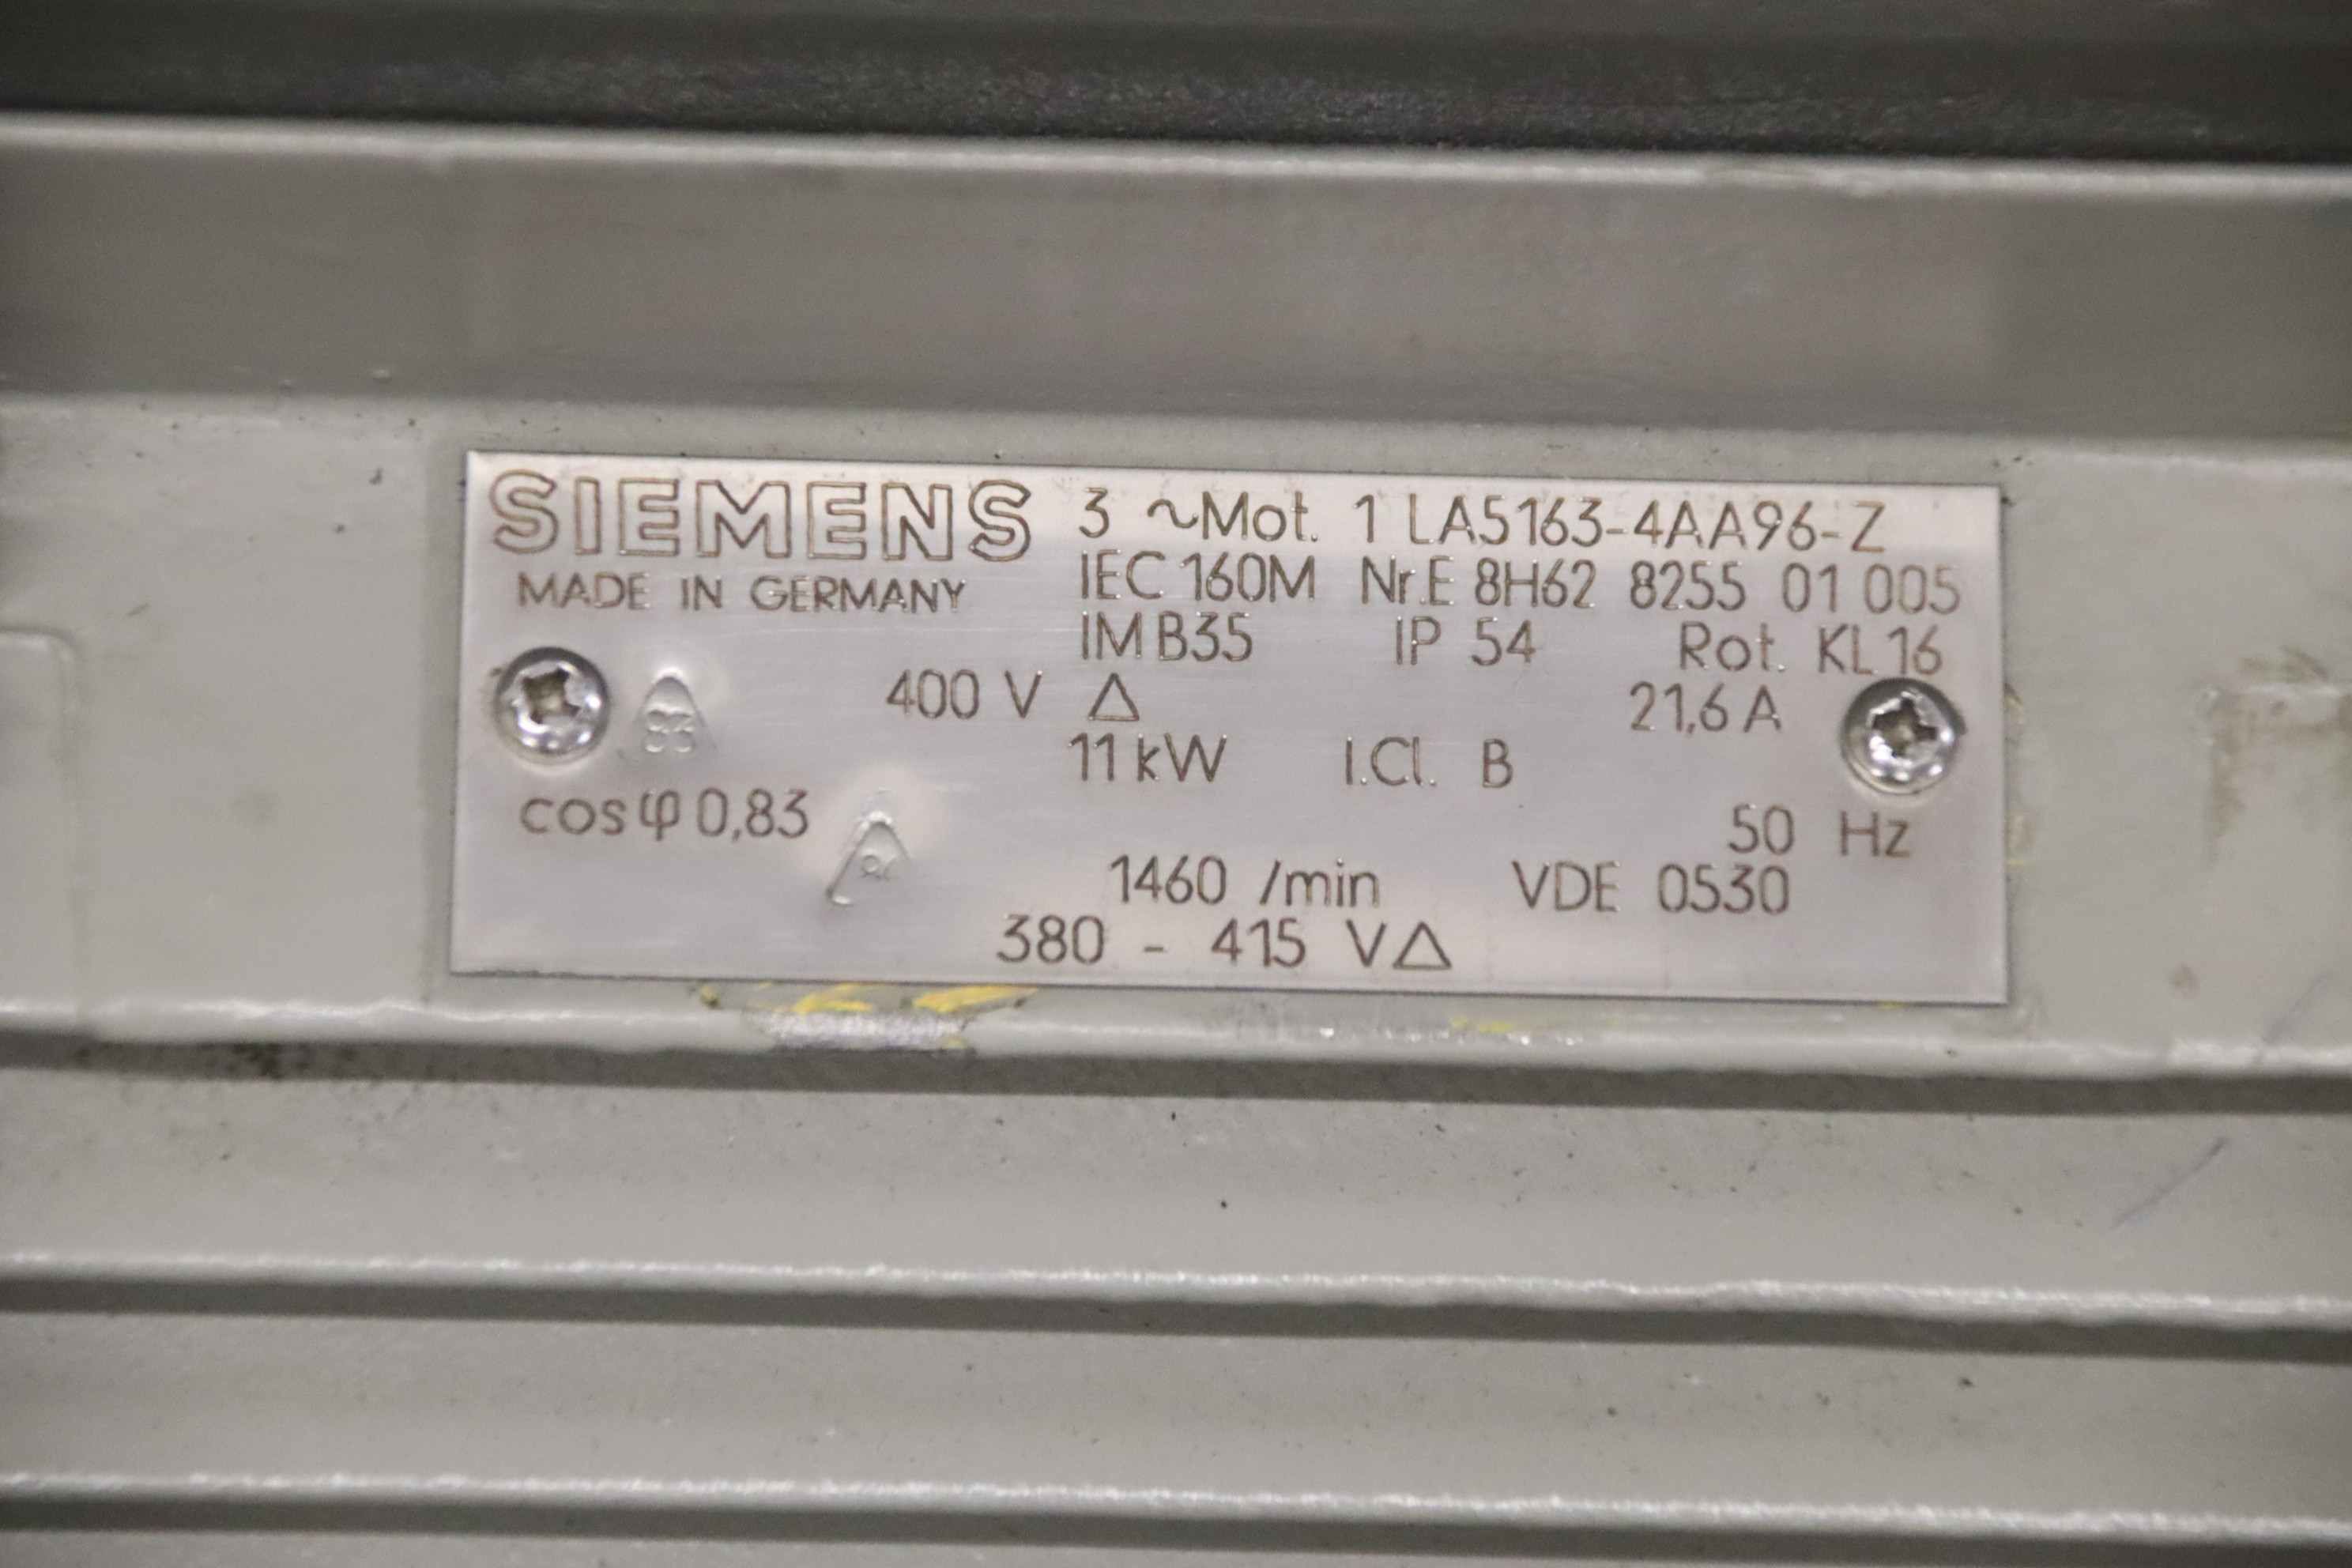 SIEMENS 3 ~Mot. 1 LA5163-4AA96-Z
MADE IN GERMANY IEC 160M Nr.E 8H62 8255 01 005
IM B35 IP 54 Rot. KL 16
83
400 V △ 21,6 A
11 kW I.Cl. B
cosφ 0,83 50 Hz
1460 /min VDE 0530
380 - 415 V△